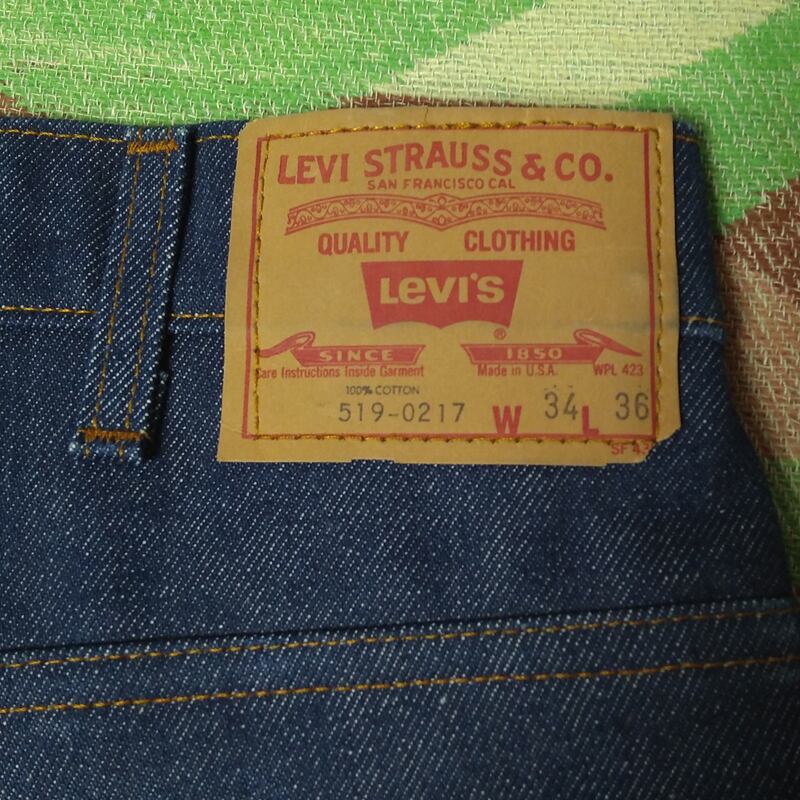 LEVI STRAUSS & CO.
SAN FRANCISCO CAL
QUALITY CLOTHING
LEVI'S
®
SINCE 1850
Care Instructions Inside Garment Made in U.S.A. WPL 423
100% COTTON
519-0217 W 34 L 36
SF